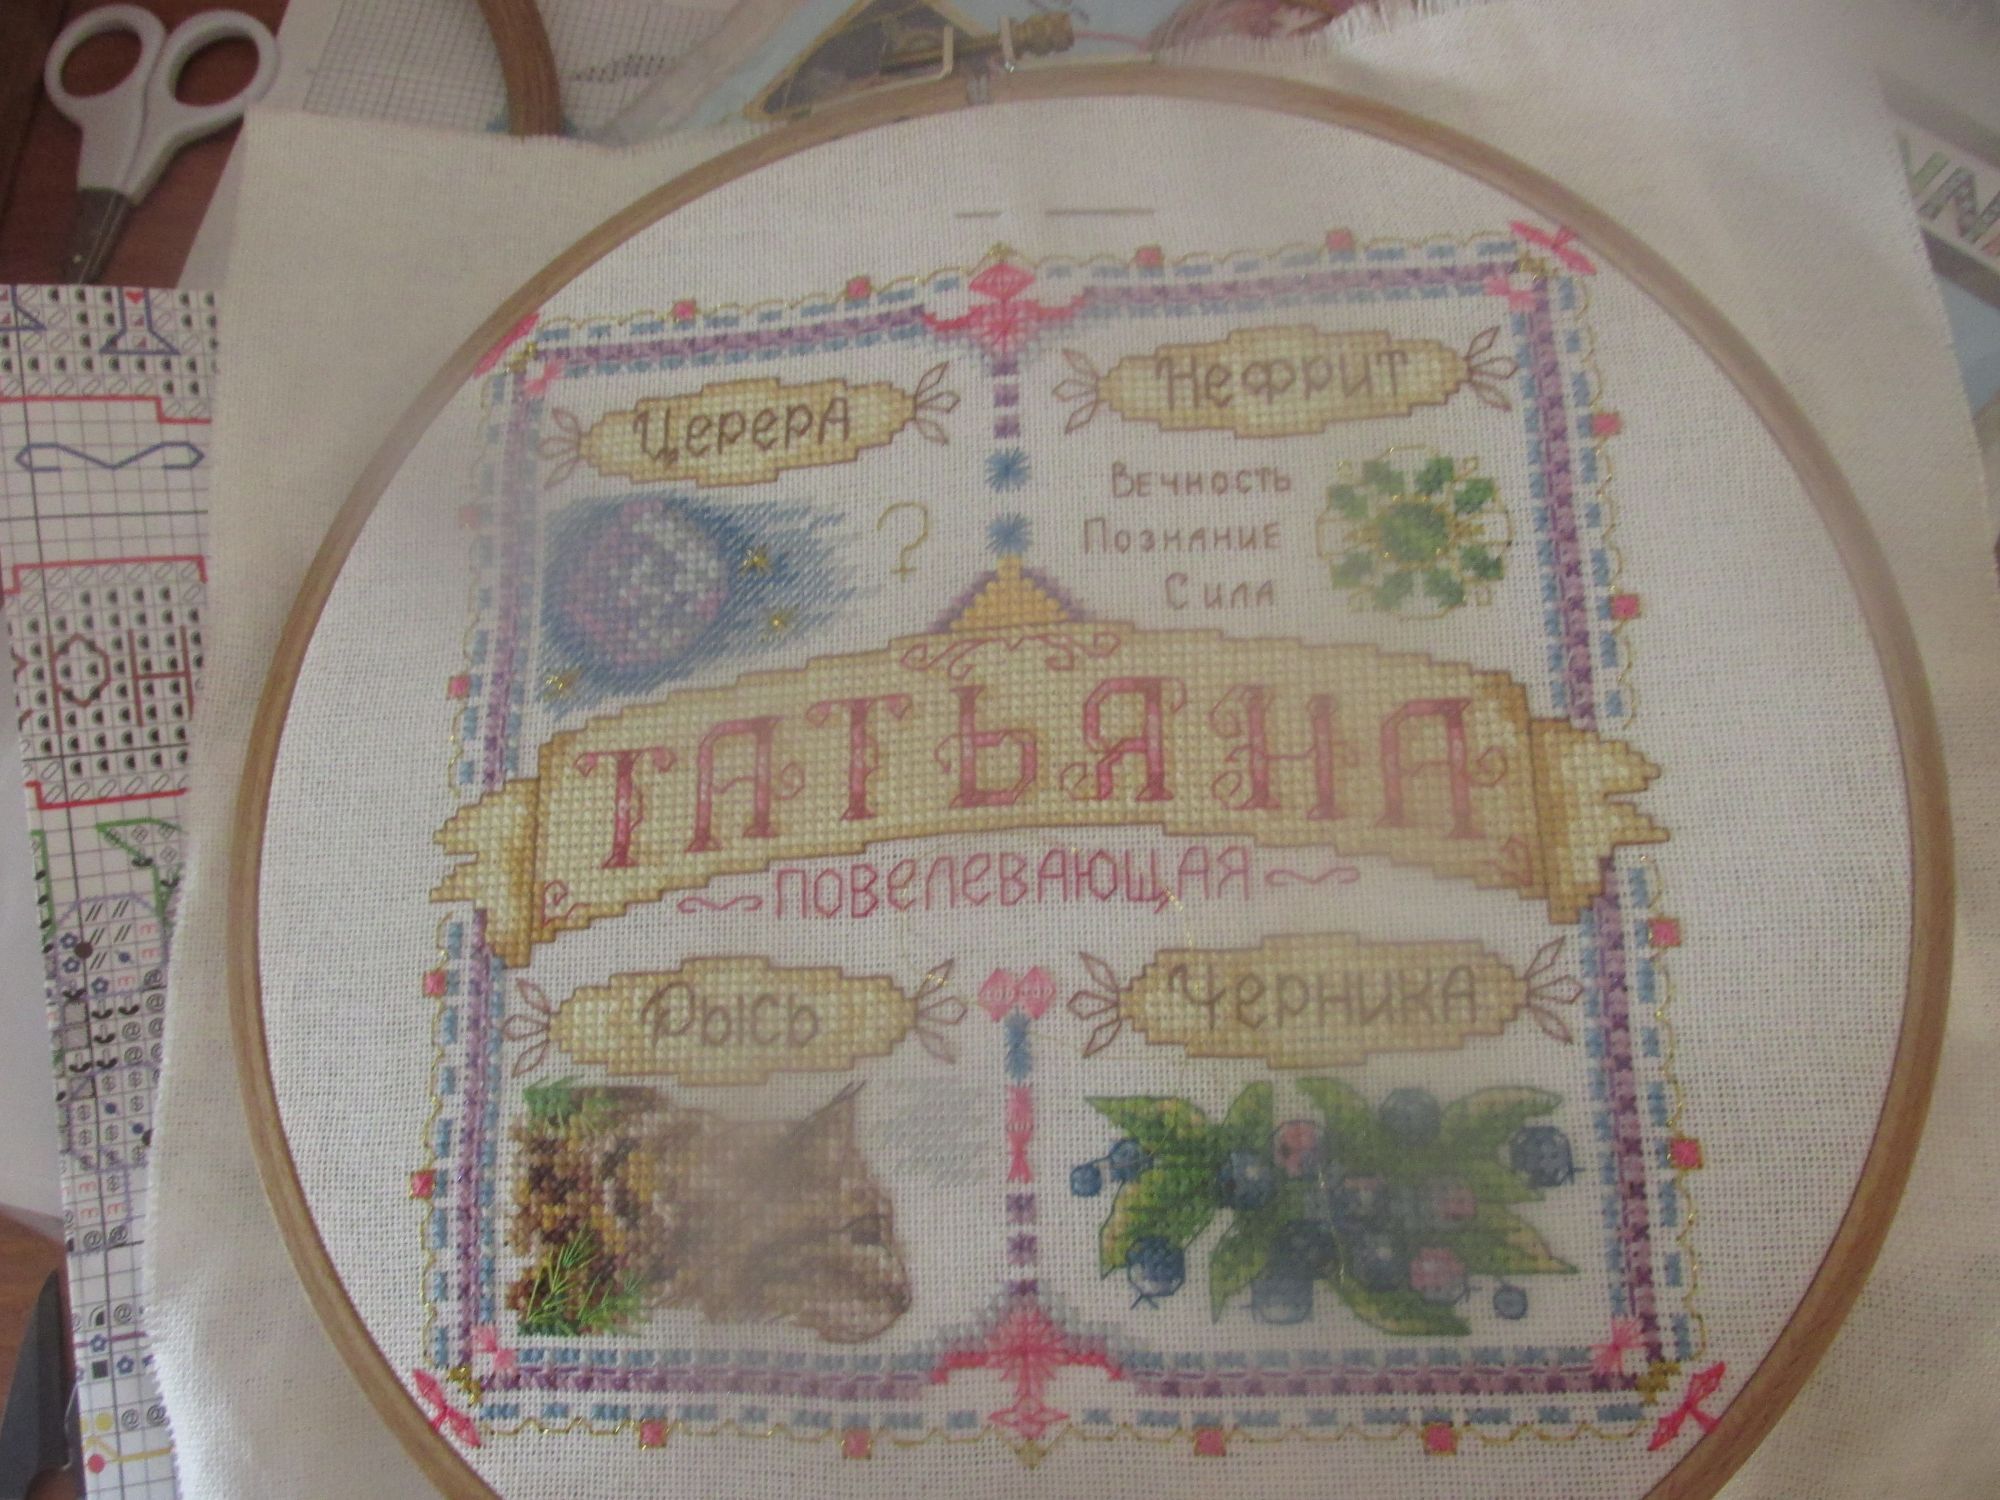 Церера
Нефрит
Вечность
Познание
Сила
ТАТЬЯНА
~ПОВелеВАЮЩАЯ~
Рысь
Черника